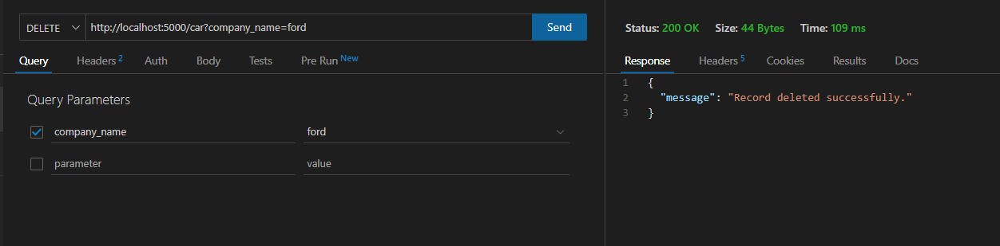 DELETE http://localhost:5000/car?company_name=ford Send
Query Headers 2 Auth Body Tests Pre Run New
Query Parameters
company_name ford
parameter value
Status: 200 OK Size: 44 Bytes Time: 109 ms
Response Headers 5 Cookies Results Docs
1 {
2 "message": "Record deleted successfully."
3 }